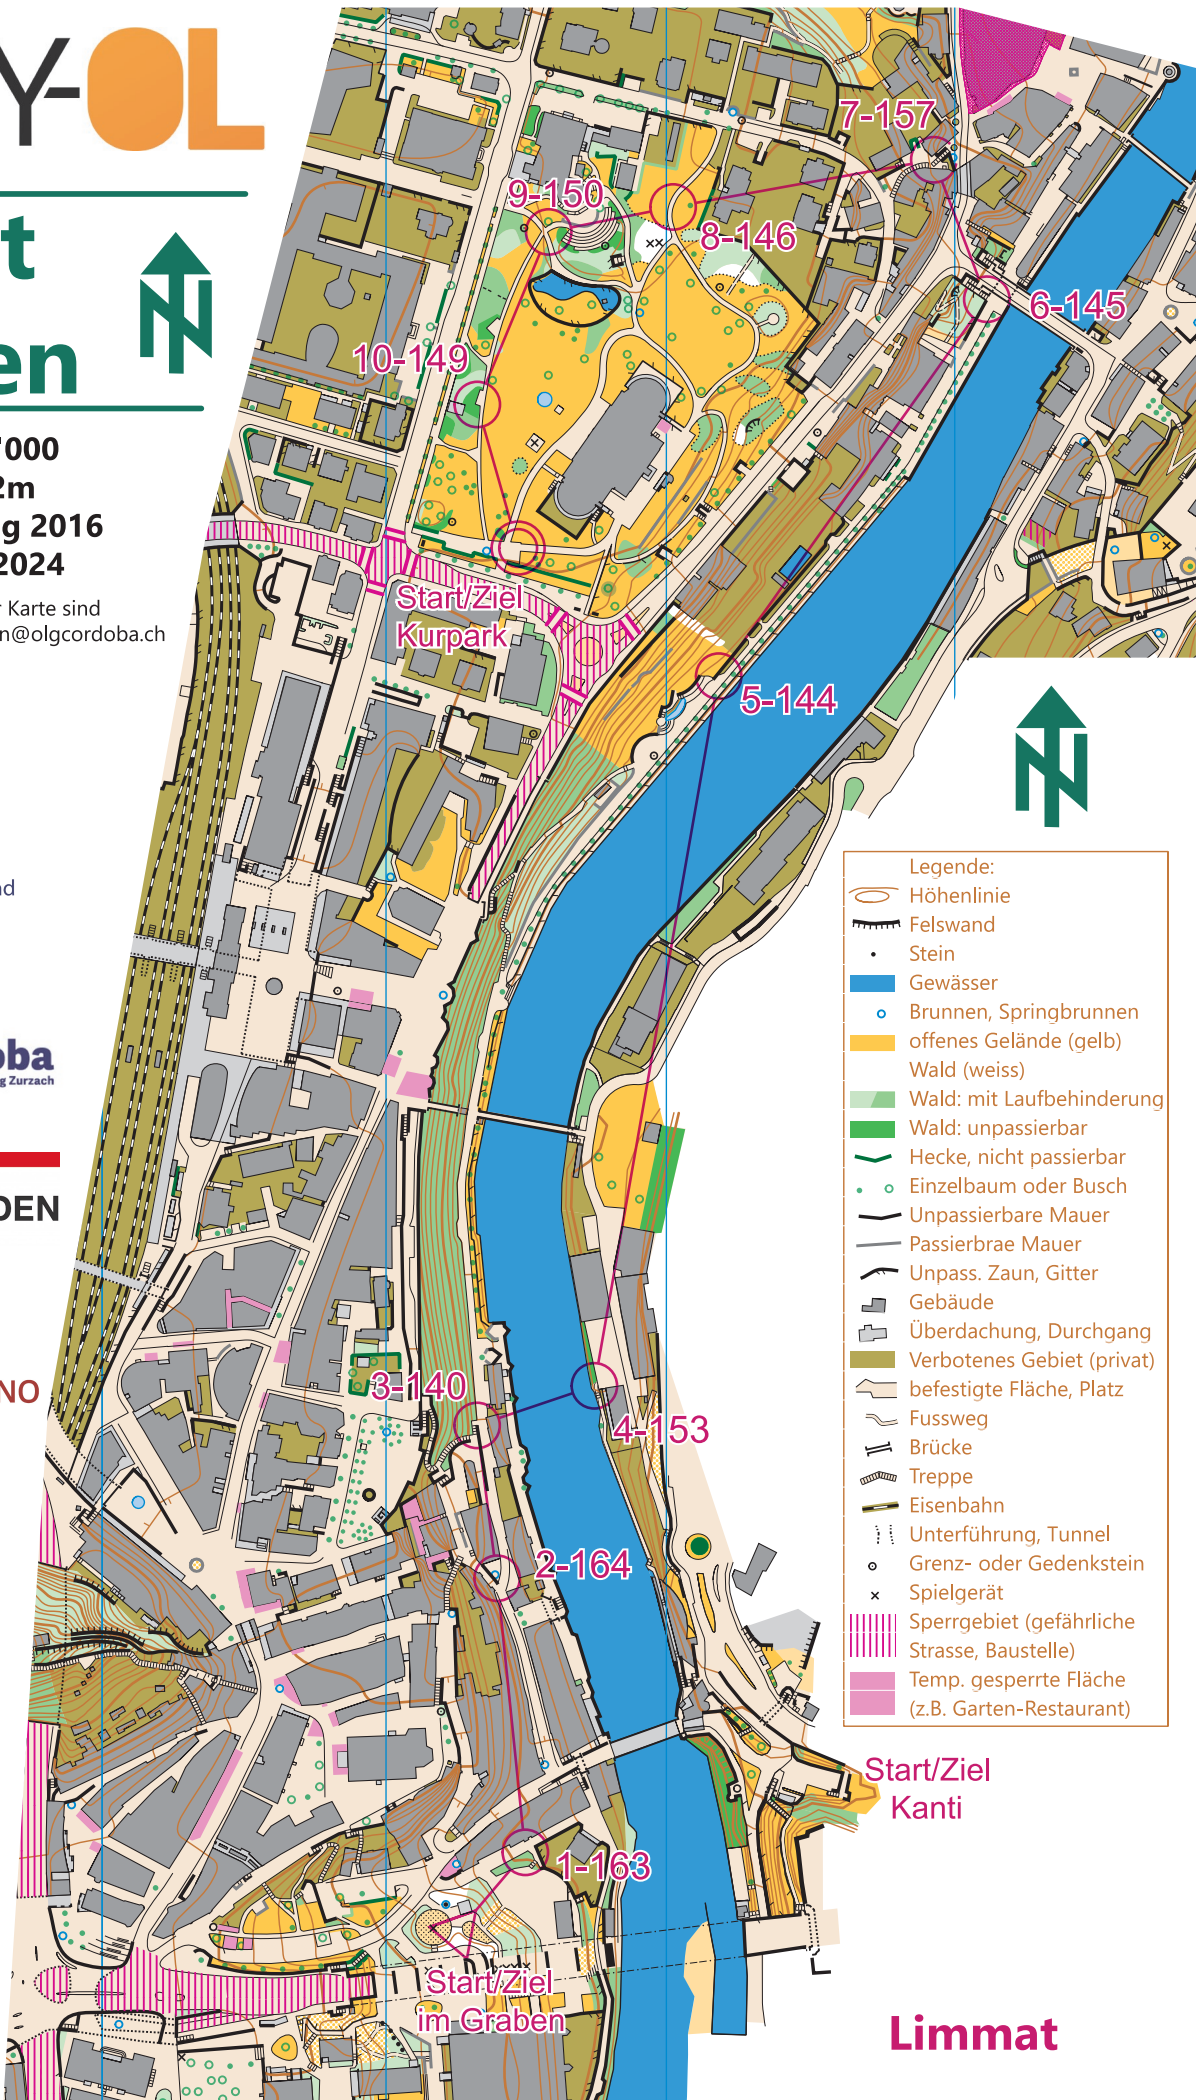 Y-OL
t
en
'000
2m
g 2016
2024
r Karte sind
n@olgcordoba.ch
d
oba
g Zurzach
DEN
NO
7-157
9-150
8-146
6-145
10-149
Start/Ziel
Kurpark
5-144
3-140
4-153
2-164
1-163
Start/Ziel
im Graben
Start/Ziel
Kanti
Legende:
Höhenlinie
Felswand
Stein
Gewässer
Brunnen, Springbrunnen
offenes Gelände (gelb)
Wald (weiss)
Wald: mit Laufbehinderung
Wald: unpassierbar
Hecke, nicht passierbar
Einzelbaum oder Busch
Unpassierbare Mauer
Passierbrae Mauer
Unpass. Zaun, Gitter
Gebäude
Überdachung, Durchgang
Verbotenes Gebiet (privat)
befestigte Fläche, Platz
Fussweg
Brücke
Treppe
Eisenbahn
Unterführung, Tunnel
Grenz- oder Gedenkstein
Spielgerät
Sperrgebiet (gefährliche
Strasse, Baustelle)
Temp. gesperrte Fläche
(z.B. Garten-Restaurant)
Limmat